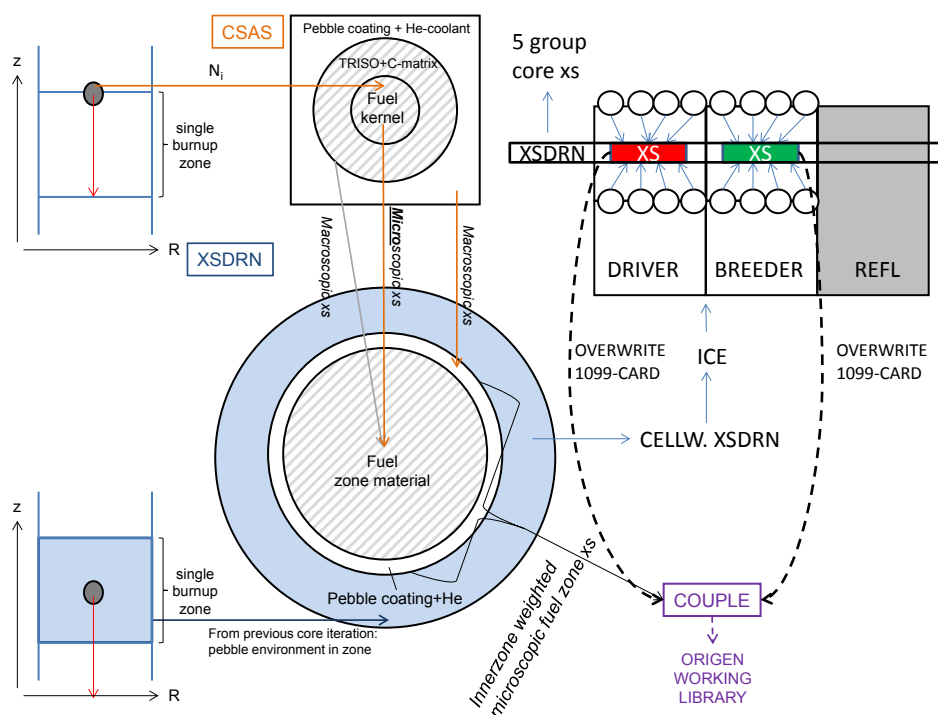 CSAS
Pebble coating + He-coolant
TRISO+C-matrix
Fuel
kernel
z
N_i
single
burnup
zone
R
XSDRN
Macroscopic xs
Microscopic xs
Macroscopic xs
5 group
core xs
XSDRN
XS
XS
DRIVER
BREEDER
REFL
OVERWRITE
1099-CARD
ICE
OVERWRITE
1099-CARD
CELLW. XSDRN
Fuel
zone material
Pebble coating+He
z
single
burnup
zone
R
From previous core iteration:
pebble environment in zone
Innerzone weighted
microscopic fuel zone xs
COUPLE
ORIGEN
WORKING
LIBRARY